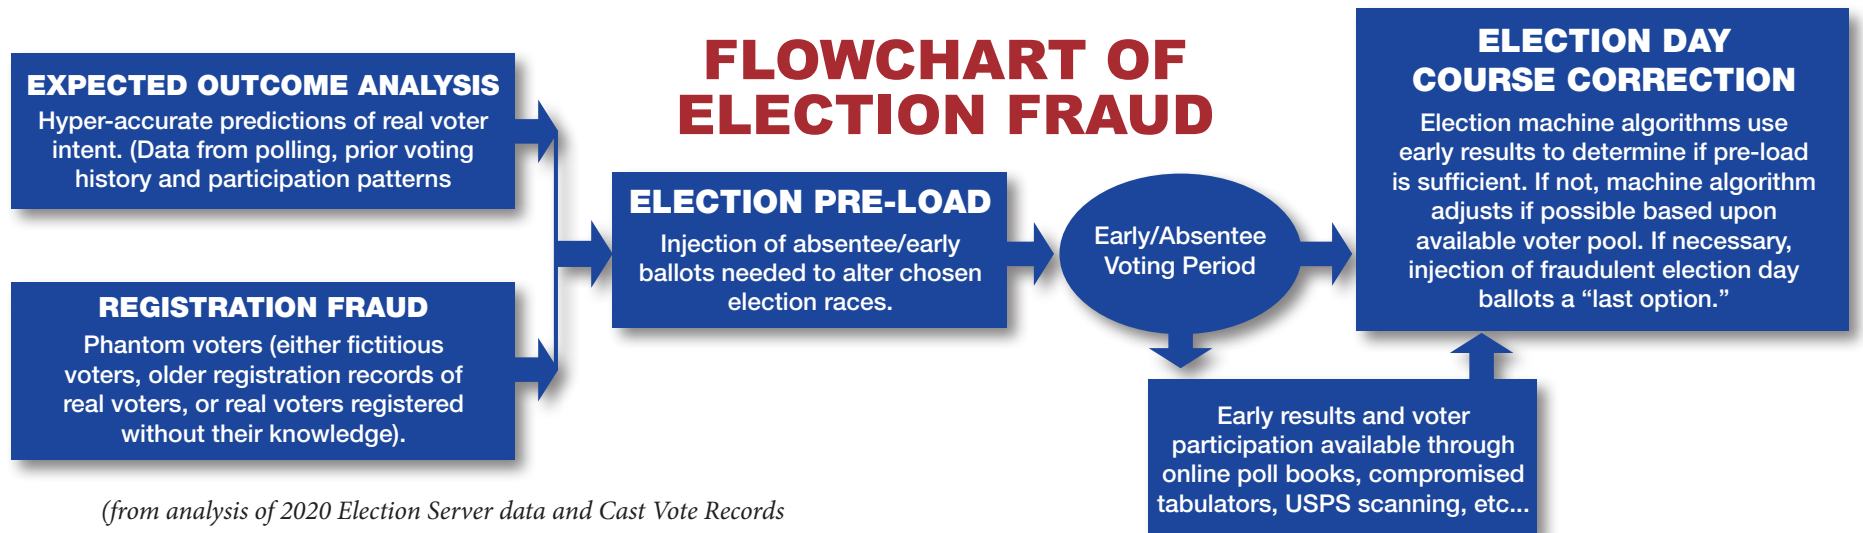 FLOWCHART OF
ELECTION FRAUD
EXPECTED OUTCOME ANALYSIS
Hyper-accurate predictions of real voter
intent. (Data from polling, prior voting
history and participation patterns
REGISTRATION FRAUD
Phantom voters (either fictitious
voters, older registration records of
real voters, or real voters registered
without their knowledge).
ELECTION PRE-LOAD
Injection of absentee/early
ballots needed to alter chosen
election races.
Early/Absentee
Voting Period
Early results and voter
participation available through
online poll books, compromised
tabulators, USPS scanning, etc...
ELECTION DAY
COURSE CORRECTION
Election machine algorithms use
early results to determine if pre-load
is sufficient. If not, machine algorithm
adjusts if possible based upon
available voter pool. If necessary,
injection of fraudulent election day
ballots a “last option.”
(from analysis of 2020 Election Server data and Cast Vote Records